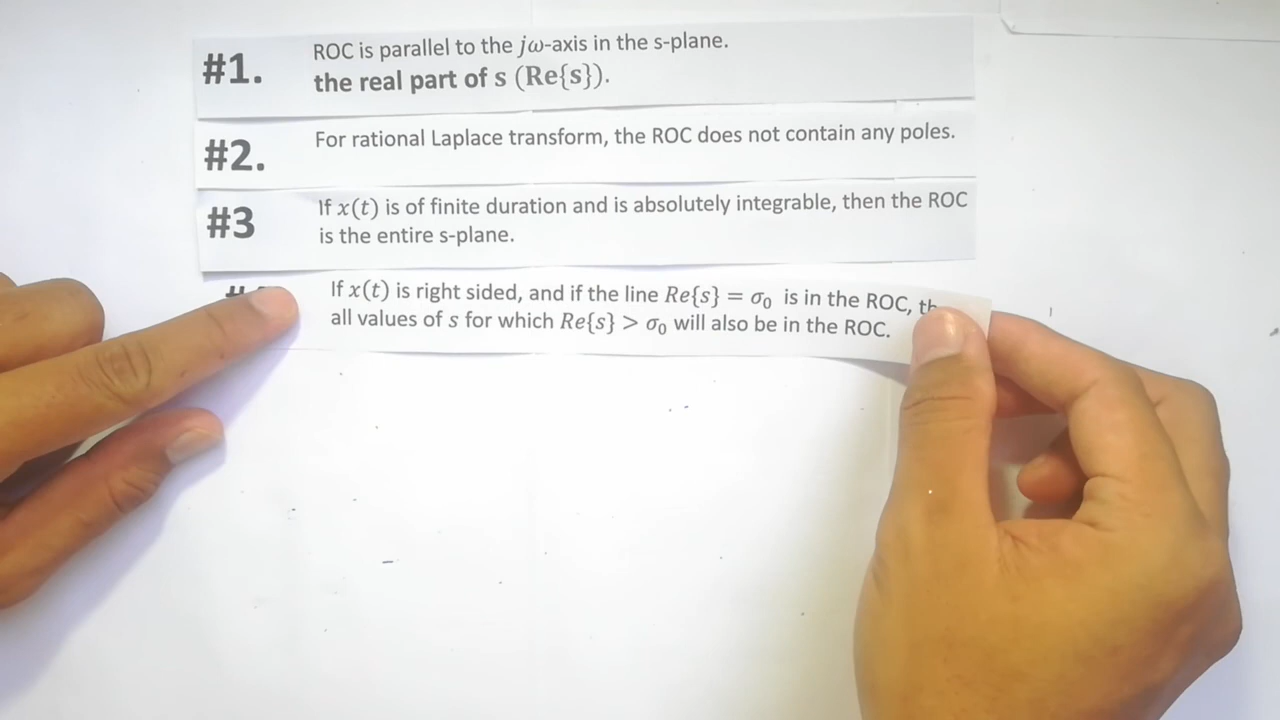 #1.
ROC is parallel to the jω-axis in the s-plane.
the real part of s (Re{s}).
#2.
For rational Laplace transform, the ROC does not contain any poles.
#3
If x(t) is of finite duration and is absolutely integrable, then the ROC
is the entire s-plane.
If x(t) is right sided, and if the line Re{s} = σ₀ is in the ROC,
all values of s for which Re{s} > σ₀ will also be in the ROC.